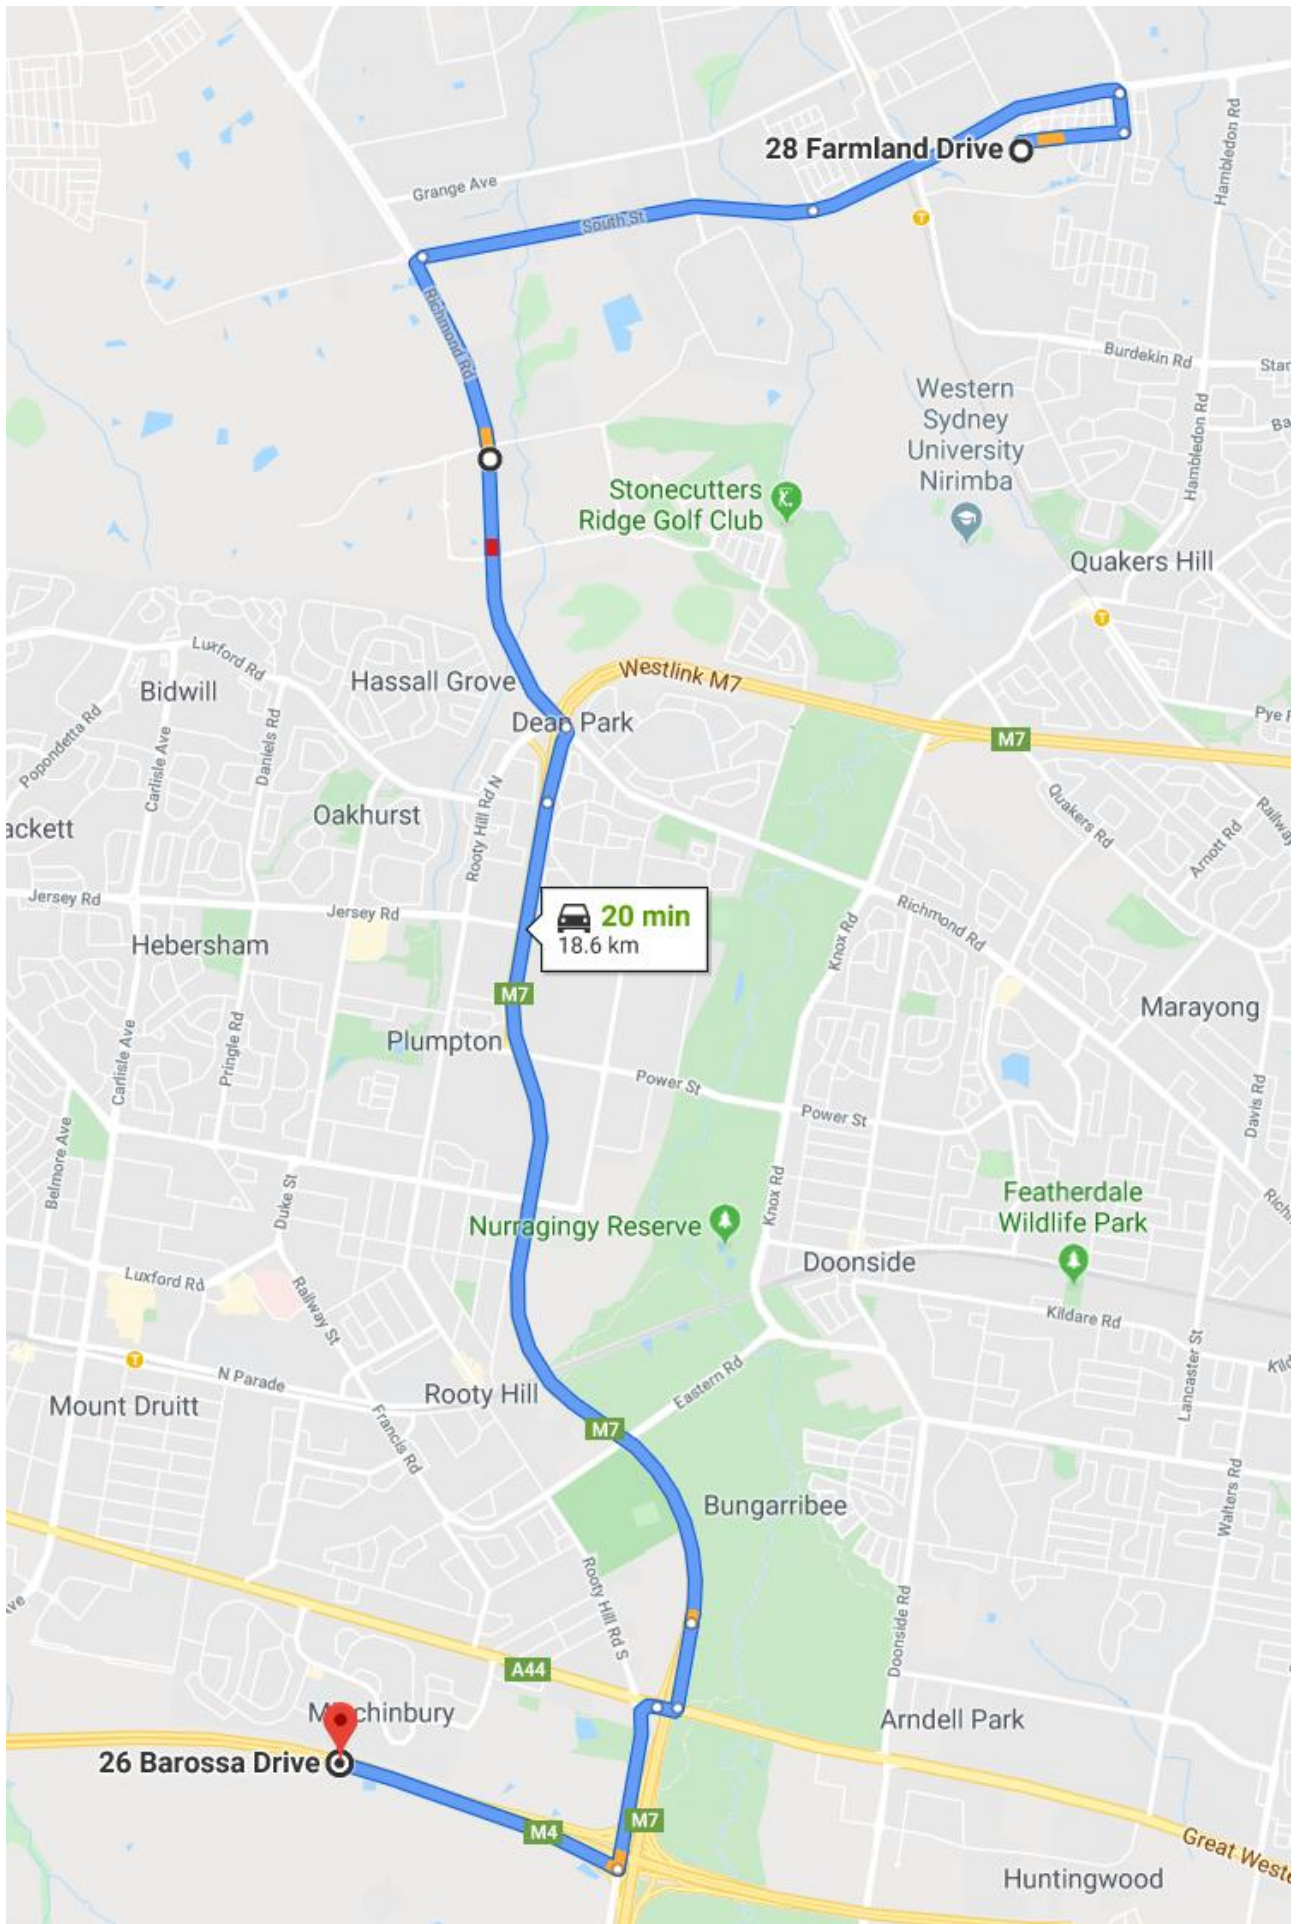 28 Farmland Drive
Hambledon Rd
Grange Ave
South St
Richmond Rd
Burdekin Rd
Western
Sydney
University
Nirimba
Hambledon Rd
Stonecutters
Ridge Golf Club
Quakers Hill
Luxford Rd
Bidwill
Hassall Grove
Westlink M7
Popondetta Rd
Carlisle Ave
Daniels Rd
Dean Park
M7
Pye
Oakhurst
Rooty Hill Rd N
Quakers Rd
Arnott Rd
Railway
ackett
Jersey Rd
Jersey Rd
20 min
18.6 km
Knox Rd
Richmond Rd
Hebersham
M7
Marayong
Carlisle Ave
Pringle Rd
Plumpton
Power St
Power St
Davis Rd
Belmore Ave
Duke St
Knox Rd
Featherdale
Wildlife Park
Nurragingy Reserve
Doonside
Luxford Rd
Railway St
Kildare Rd
Lancaster St
N Parade
Mount Druitt
Rooty Hill
Eastern Rd
Francis Rd
M7
Bungarribee
Walters Rd
Rooty Hill Rd S
Doonside Rd
A44
Arndell Park
26 Barossa Drive
M4
M7
Great Weste
Huntingwood